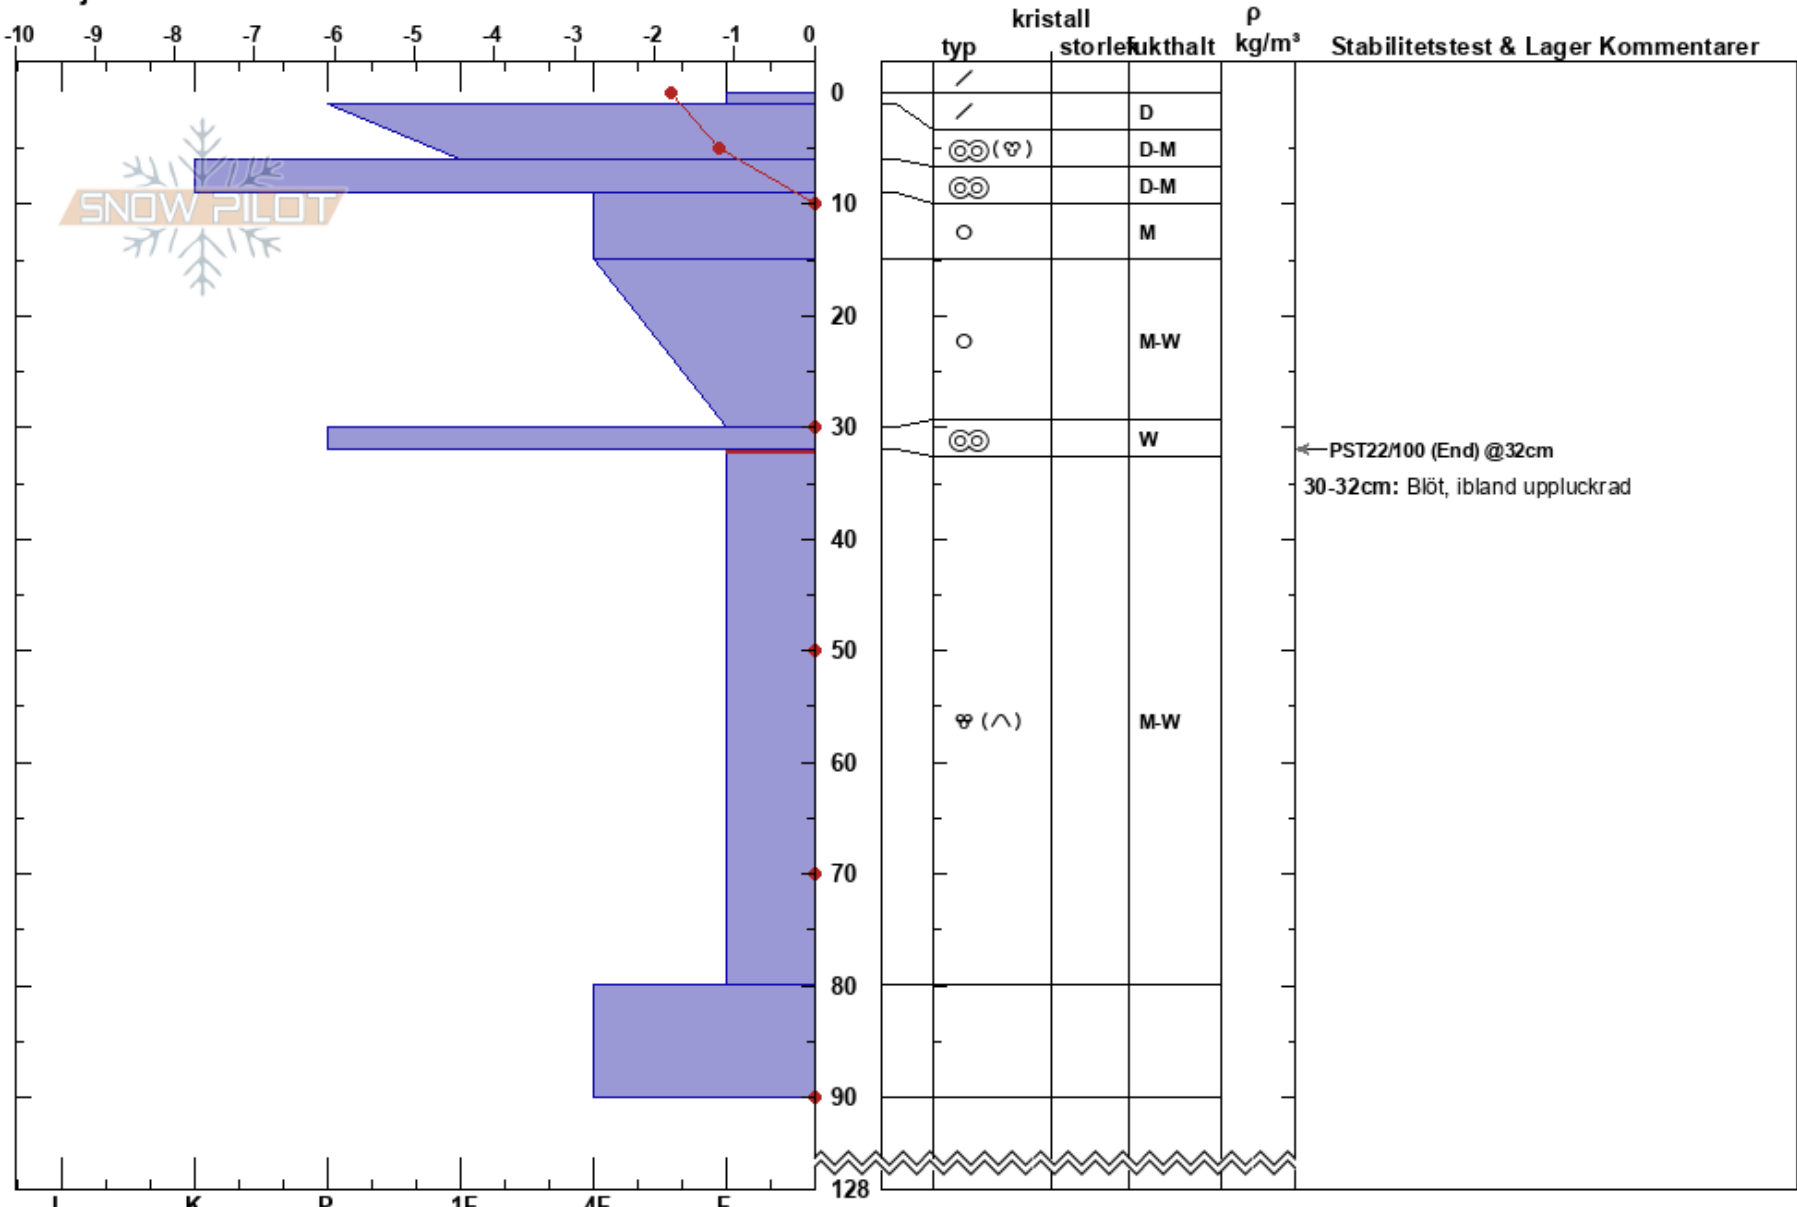 kristall ρ
-10 -9 -8 -7 -6 -5 -4 -3 -2 -1 0 typ storlek fukthalt kg/m³ Stabilitetstest & Lager Kommentarer
0
D
D-M
SNOW PILOT
D-M
10
M
20
M-W
30
W
PST22/100 (End) @32cm
30-32cm: Blöt, ibland uppluckrad
40
50
M-W
60
70
80
90
128
I K P 1F 4F F